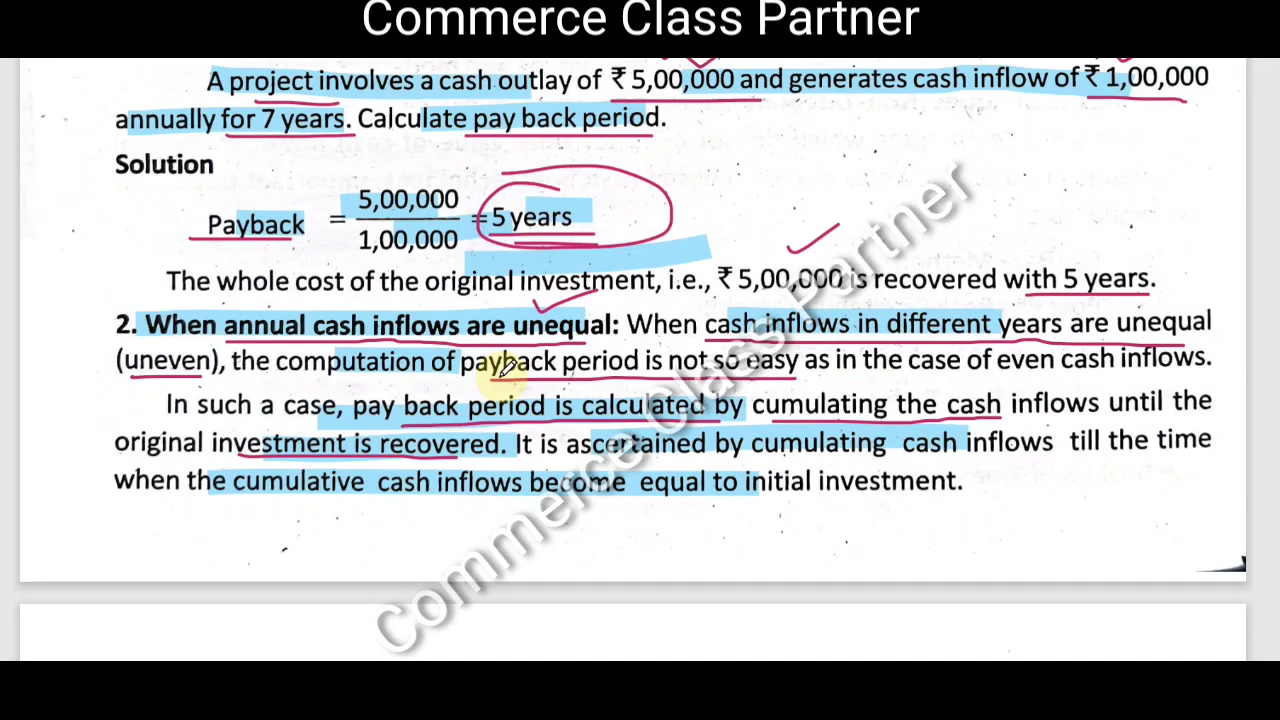 Commerce Class Partner
A project involves a cash outlay of ₹ 5,00,000 and generates cash inflow of ₹ 1,00,000
annually for 7 years. Calculate pay back period.
Solution
Payback = 5,00,000 / 1,00,000 = 5 years
The whole cost of the original investment, i.e., ₹ 5,00,000 is recovered with 5 years.
2. When annual cash inflows are unequal: When cash inflows in different years are unequal
(uneven), the computation of payback period is not so easy as in the case of even cash inflows.
In such a case, pay back period is calculated by cumulating the cash inflows until the
original investment is recovered. It is ascertained by cumulating cash inflows till the time
when the cumulative cash inflows become equal to initial investment.
Commerce Class Partner